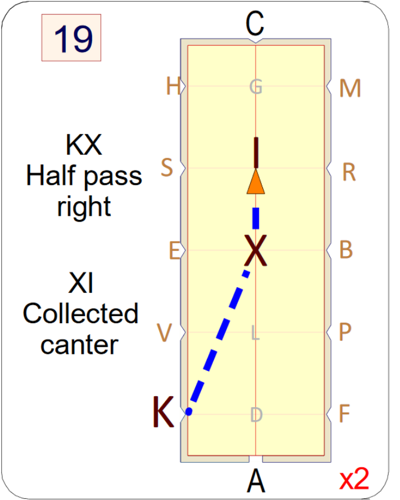 19
C
H G M
KX
Half pass
right
S I R
E X B
XI
Collected
canter
V L P
K D F
A
x2